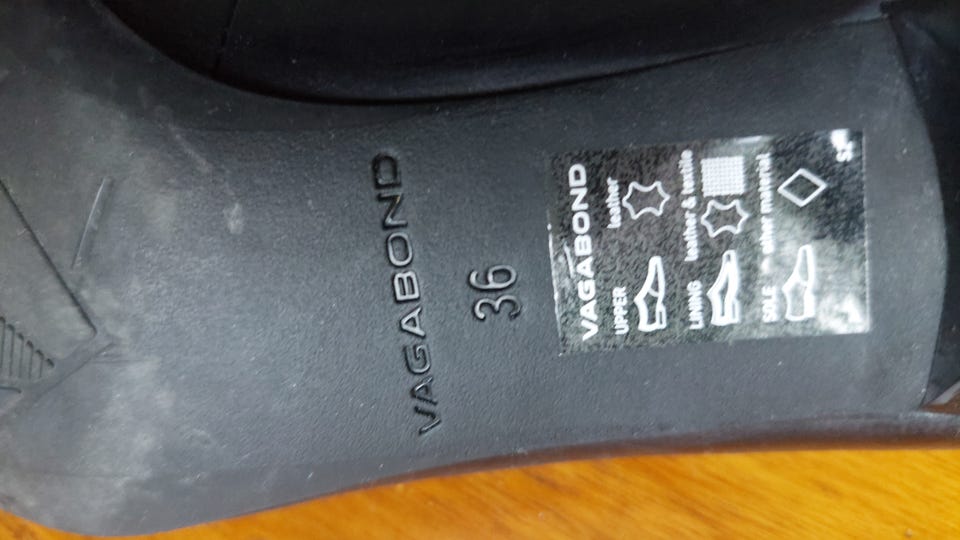 VAGABOND
36
VAGABOND
UPPER leather
LINING leather & textile
SOLE other material